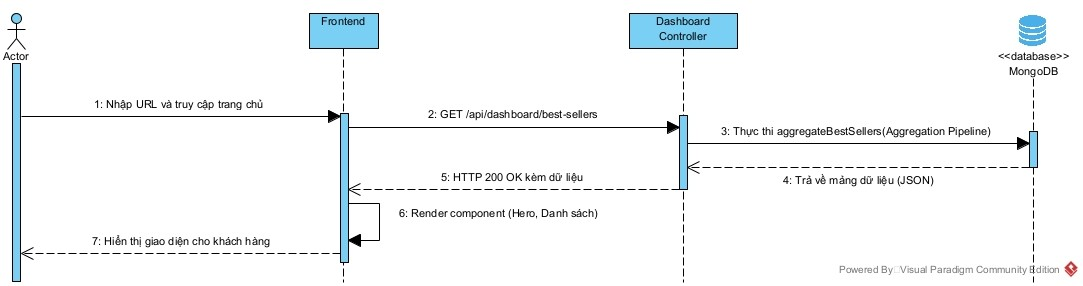 Frontend
Dashboard
Controller
Actor
<<database>>
MongoDB
1: Nhập URL và truy cập trang chủ
2: GET /api/dashboard/best-sellers
3: Thực thi aggregateBestSellers(Aggregation Pipeline)
4: Trả về mảng dữ liệu (JSON)
5: HTTP 200 OK kèm dữ liệu
6: Render component (Hero, Danh sách)
7: Hiển thị giao diện cho khách hàng
Powered By Visual Paradigm Community Edition